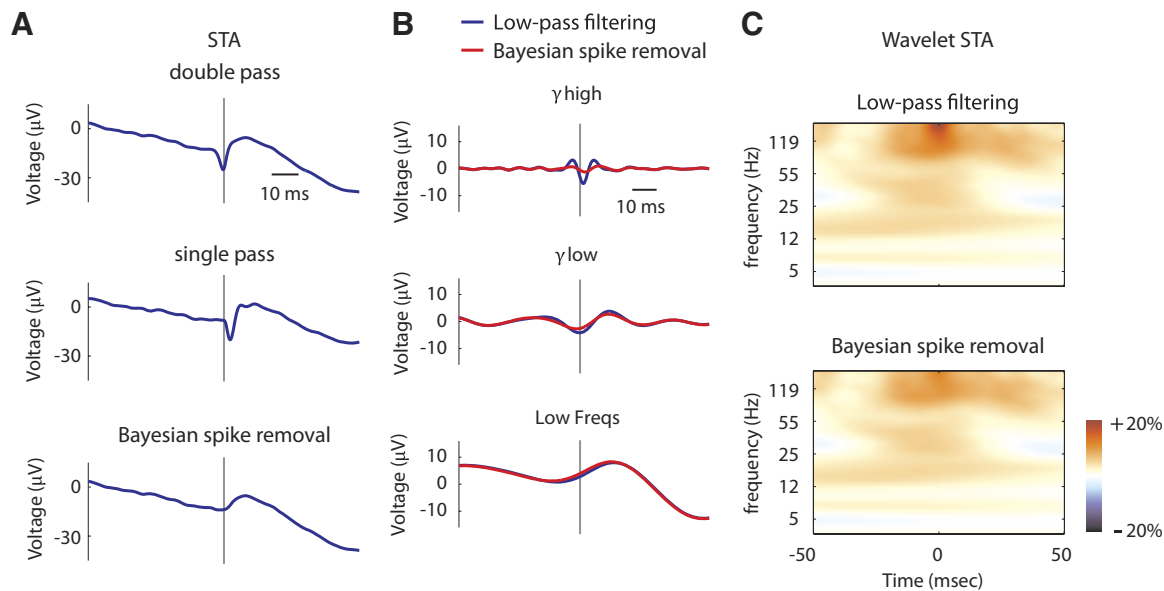 A
STA
double pass
Voltage (μV)
0
-30
10 ms
single pass
Voltage (μV)
0
-30
Bayesian spike removal
Voltage (μV)
0
-30
B
Low-pass filtering
Bayesian spike removal
γ high
Voltage (μV)
10
0
-10
10 ms
γ low
Voltage (μV)
10
0
-10
Low Freqs
Voltage (μV)
10
0
-10
C
Wavelet STA
Low-pass filtering
frequency (Hz)
119
55
25
12
5
Bayesian spike removal
frequency (Hz)
119
55
25
12
5
-50
0
50
Time (msec)
+ 20%
- 20%